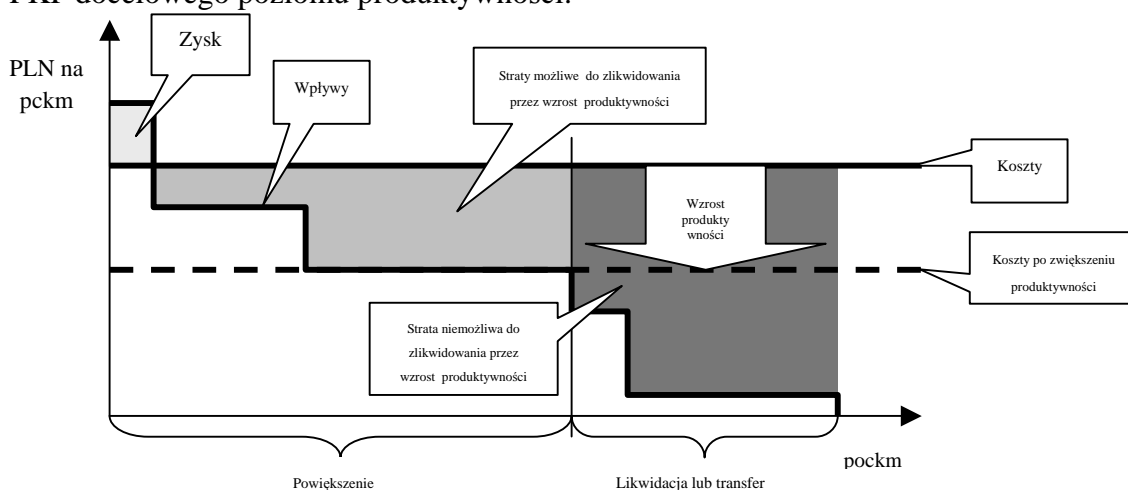 PKP docelowego poziomu produktywności.
Zysk
PLN na
pckm
Wpływy
Straty możliwe do zlikwidowania
przez wzrost produktywności
Koszty
Wzrost
produkty
wności
Koszty po zwiększeniu
produktywności
Strata niemożliwa do
zlikwidowania przez
wzrost produktywności
pockm
Powiększenie
Likwidacja lub transfer